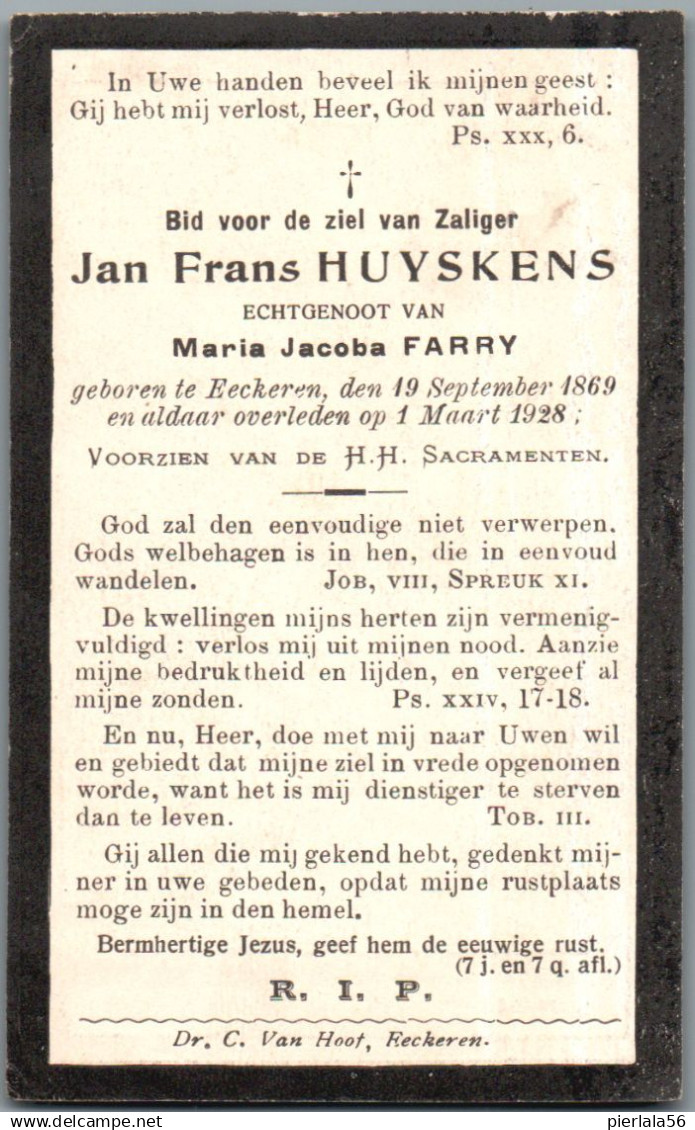 In Uwe handen beveel ik mijnen geest :
Gij hebt mij verlost, Heer, God van waarheid.
Ps. XXX, 6.
Bid voor de ziel van Zaliger
Jan Frans HUYSKENS
ECHTGENOOT VAN
Maria Jacoba FARRY
geboren te Eeckeren, den 19 September 1869
en aldaar overleden op 1 Maart 1928 ;
VOORZIEN VAN DE H.H. SACRAMENTEN.
God zal den eenvoudige niet verwerpen.
Gods welbehagen is in hen, die in eenvoud
wandelen. JOB, VIII, SPREUK XI.
De kwellingen mijns herten zijn vermenig-
vuldigd : verlos mij uit mijnen nood. Aanzie
mijne bedruktheid en lijden, en vergeef al
mijne zonden. Ps. XXIV, 17-18.
En nu, Heer, doe met mij naar Uwen wil
en gebiedt dat mijne ziel in vrede opgenomen
worde, want het is mij dienstiger te sterven
dan te leven. TOB. III.
Gij allen die mij gekend hebt, gedenkt mij-
ner in uwe gebeden, opdat mijne rustplaats
moge zijn in den hemel.
Bermhertige Jezus, geef hem de eeuwige rust.
(7 j. en 7 q. afl.)
R. I. P.
Dr. C. Van Hoof, Eeckeren.
delcampe.net
pierlala56